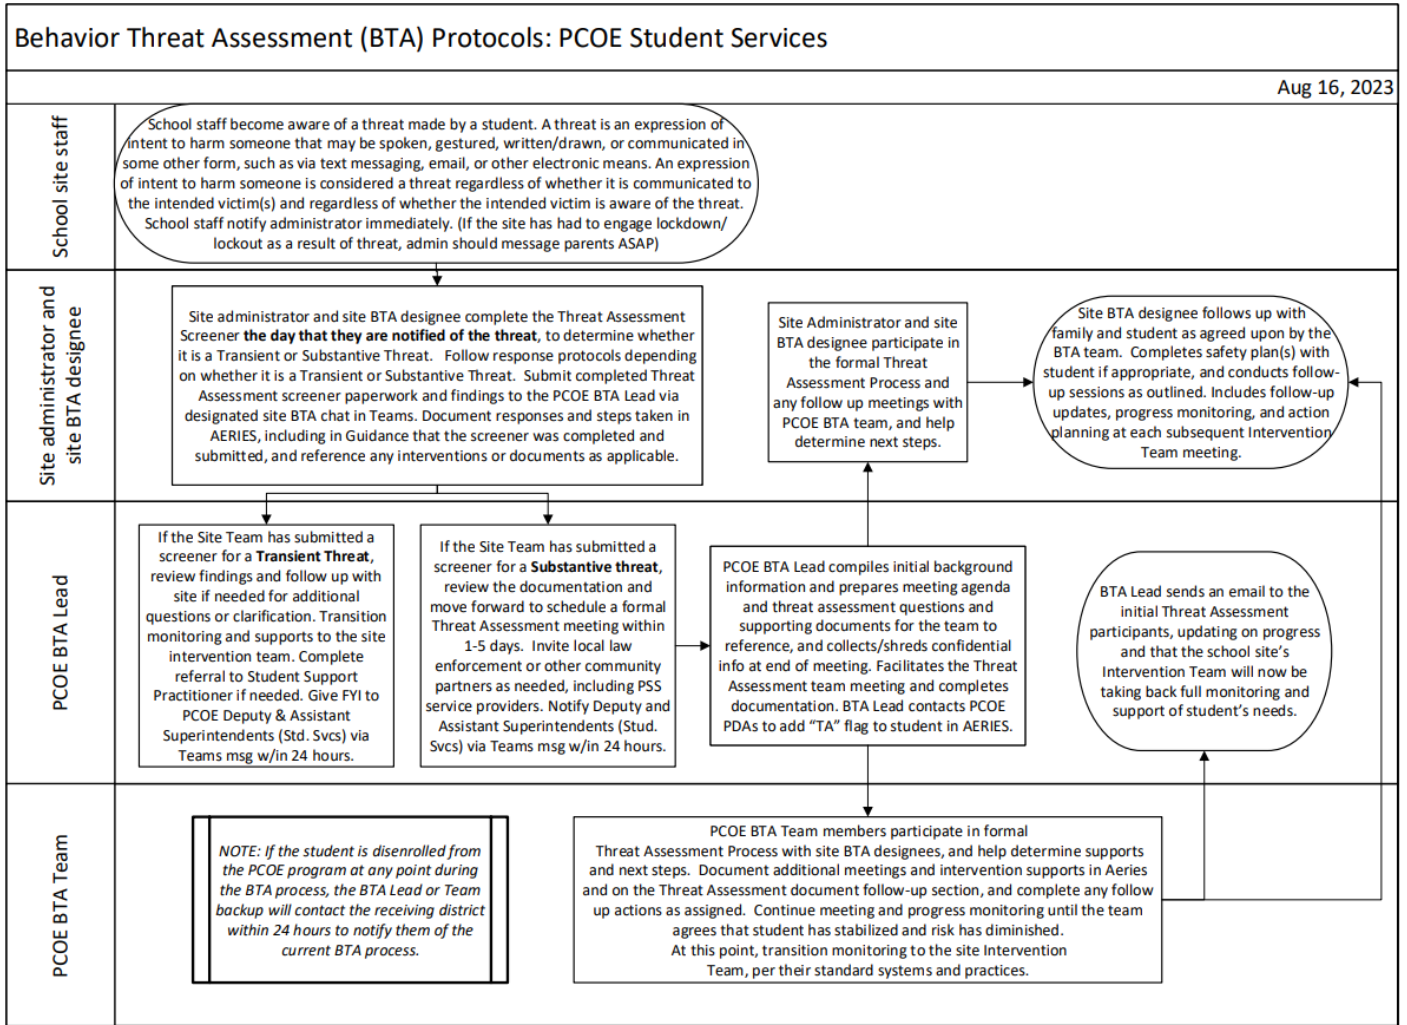 Behavior Threat Assessment (BTA) Protocols: PCOE Student Services
Aug 16, 2023
School site staff
School staff become aware of a threat made by a student. A threat is an expression of
intent to harm someone that may be spoken, gestured, written/drawn, or communicated in
some other form, such as via text messaging, email, or other electronic means. An expression
of intent to harm someone is considered a threat regardless of whether it is communicated to
the intended victim(s) and regardless of whether the intended victim is aware of the threat.
School staff notify administrator immediately. (If the site has had to engage lockdown/
lockout as a result of threat, admin should message parents ASAP)
Site administrator and
site BTA designee
Site administrator and site BTA designee complete the Threat Assessment
Screener the day that they are notified of the threat, to determine whether
it is a Transient or Substantive Threat. Follow response protocols depending
on whether it is a Transient or Substantive Threat. Submit completed Threat
Assessment screener paperwork and findings to the PCOE BTA Lead via
designated site BTA chat in Teams. Document responses and steps taken in
AERIES, including in Guidance that the screener was completed and
submitted, and reference any interventions or documents as applicable.
Site Administrator and site
BTA designee participate in
the formal Threat
Assessment Process and
any follow up meetings with
PCOE BTA team, and help
determine next steps.
Site BTA designee follows up with
family and student as agreed upon by the
BTA team. Completes safety plan(s) with
student if appropriate, and conducts follow-
up sessions as outlined. Includes follow-up
updates, progress monitoring, and action
planning at each subsequent Intervention
Team meeting.
PCOE BTA Lead
If the Site Team has submitted a
screener for a Transient Threat,
review findings and follow up with
site if needed for additional
questions or clarification. Transition
monitoring and supports to the site
intervention team. Complete
referral to Student Support
Practitioner if needed. Give FYI to
PCOE Deputy & Assistant
Superintendents (Std. Svcs) via
Teams msg w/in 24 hours.
If the Site Team has submitted a
screener for a Substantive threat,
review the documentation and
move forward to schedule a formal
Threat Assessment meeting within
1-5 days. Invite local law
enforcement or other community
partners as needed, including PSS
service providers. Notify Deputy and
Assistant Superintendents (Stud.
Svcs) via Teams msg w/in 24 hours.
PCOE BTA Lead compiles initial background
information and prepares meeting agenda
and threat assessment questions and
supporting documents for the team to
reference, and collects/shreds confidential
info at end of meeting. Facilitates the Threat
Assessment team meeting and completes
documentation. BTA Lead contacts PCOE
PDAs to add “TA” flag to student in AERIES.
BTA Lead sends an email to the
initial Threat Assessment
participants, updating on progress
and that the school site’s
Intervention Team will now be
taking back full monitoring and
support of student’s needs.
PCOE BTA Team
NOTE: If the student is disenrolled from
the PCOE program at any point during
the BTA process, the BTA Lead or Team
backup will contact the receiving district
within 24 hours to notify them of the
current BTA process.
PCOE BTA Team members participate in formal
Threat Assessment Process with site BTA designees, and help determine supports
and next steps. Document additional meetings and intervention supports in Aeries
and on the Threat Assessment document follow-up section, and complete any follow
up actions as assigned. Continue meeting and progress monitoring until the team
agrees that student has stabilized and risk has diminished.
At this point, transition monitoring to the site Intervention
Team, per their standard systems and practices.